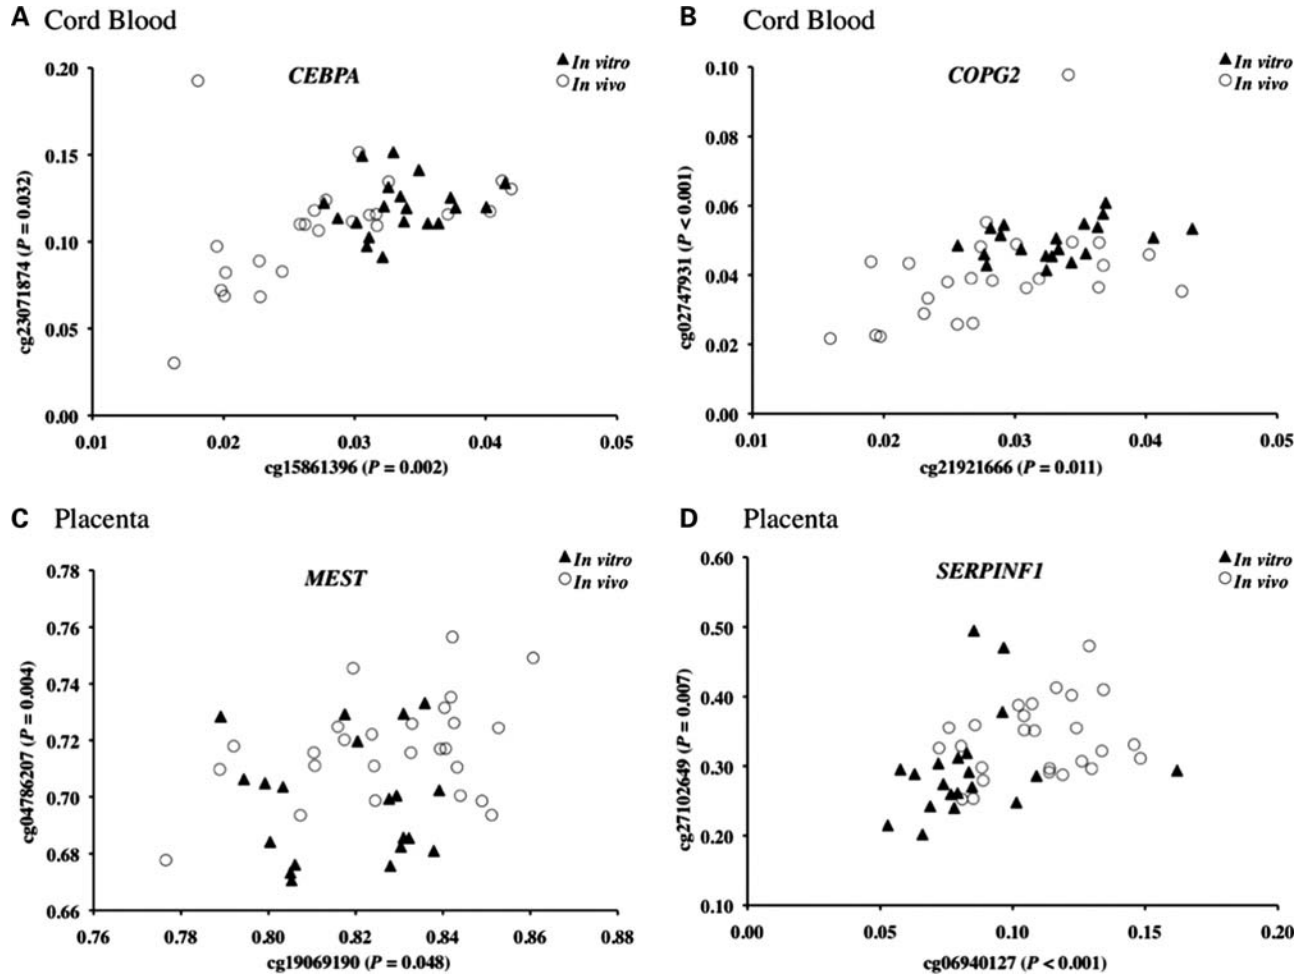 A Cord Blood
CEBPA
In vitro
In vivo
0.20
0.15
0.10
0.05
0.00
cg23071874 (P = 0.032)
0.01 0.02 0.03 0.04 0.05
cg15861396 (P = 0.002)
B Cord Blood
COPG2
In vitro
In vivo
0.10
0.08
0.06
0.04
0.02
0.00
cg02747931 (P < 0.001)
0.01 0.02 0.03 0.04 0.05
cg21921666 (P = 0.011)
C Placenta
MEST
In vitro
In vivo
0.78
0.76
0.74
0.72
0.70
0.68
0.66
cg04786207 (P = 0.004)
0.76 0.78 0.80 0.82 0.84 0.86 0.88
cg19069190 (P = 0.048)
D Placenta
SERPINF1
In vitro
In vivo
0.60
0.50
0.40
0.30
0.20
0.10
cg27102649 (P = 0.007)
0.00 0.05 0.10 0.15 0.20
cg06940127 (P < 0.001)